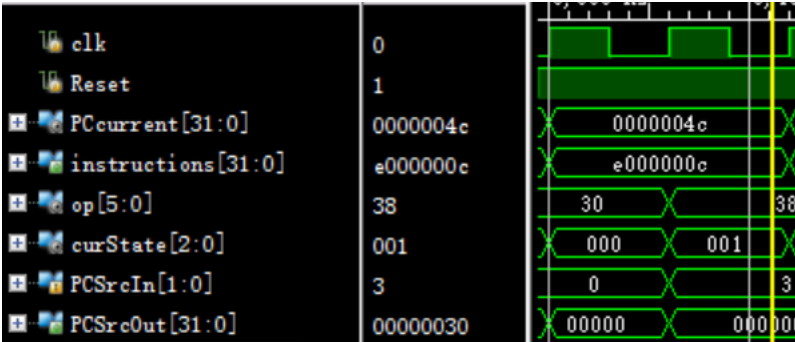 clk 0
Reset 1
PCcurrent[31:0] 0000004c 0000004c
instructions[31:0] e000000c e000000c
op[5:0] 38 30 38
curState[2:0] 001 000 001
PCSrcIn[1:0] 3 0 3
PCSrcOut[31:0] 00000030 00000